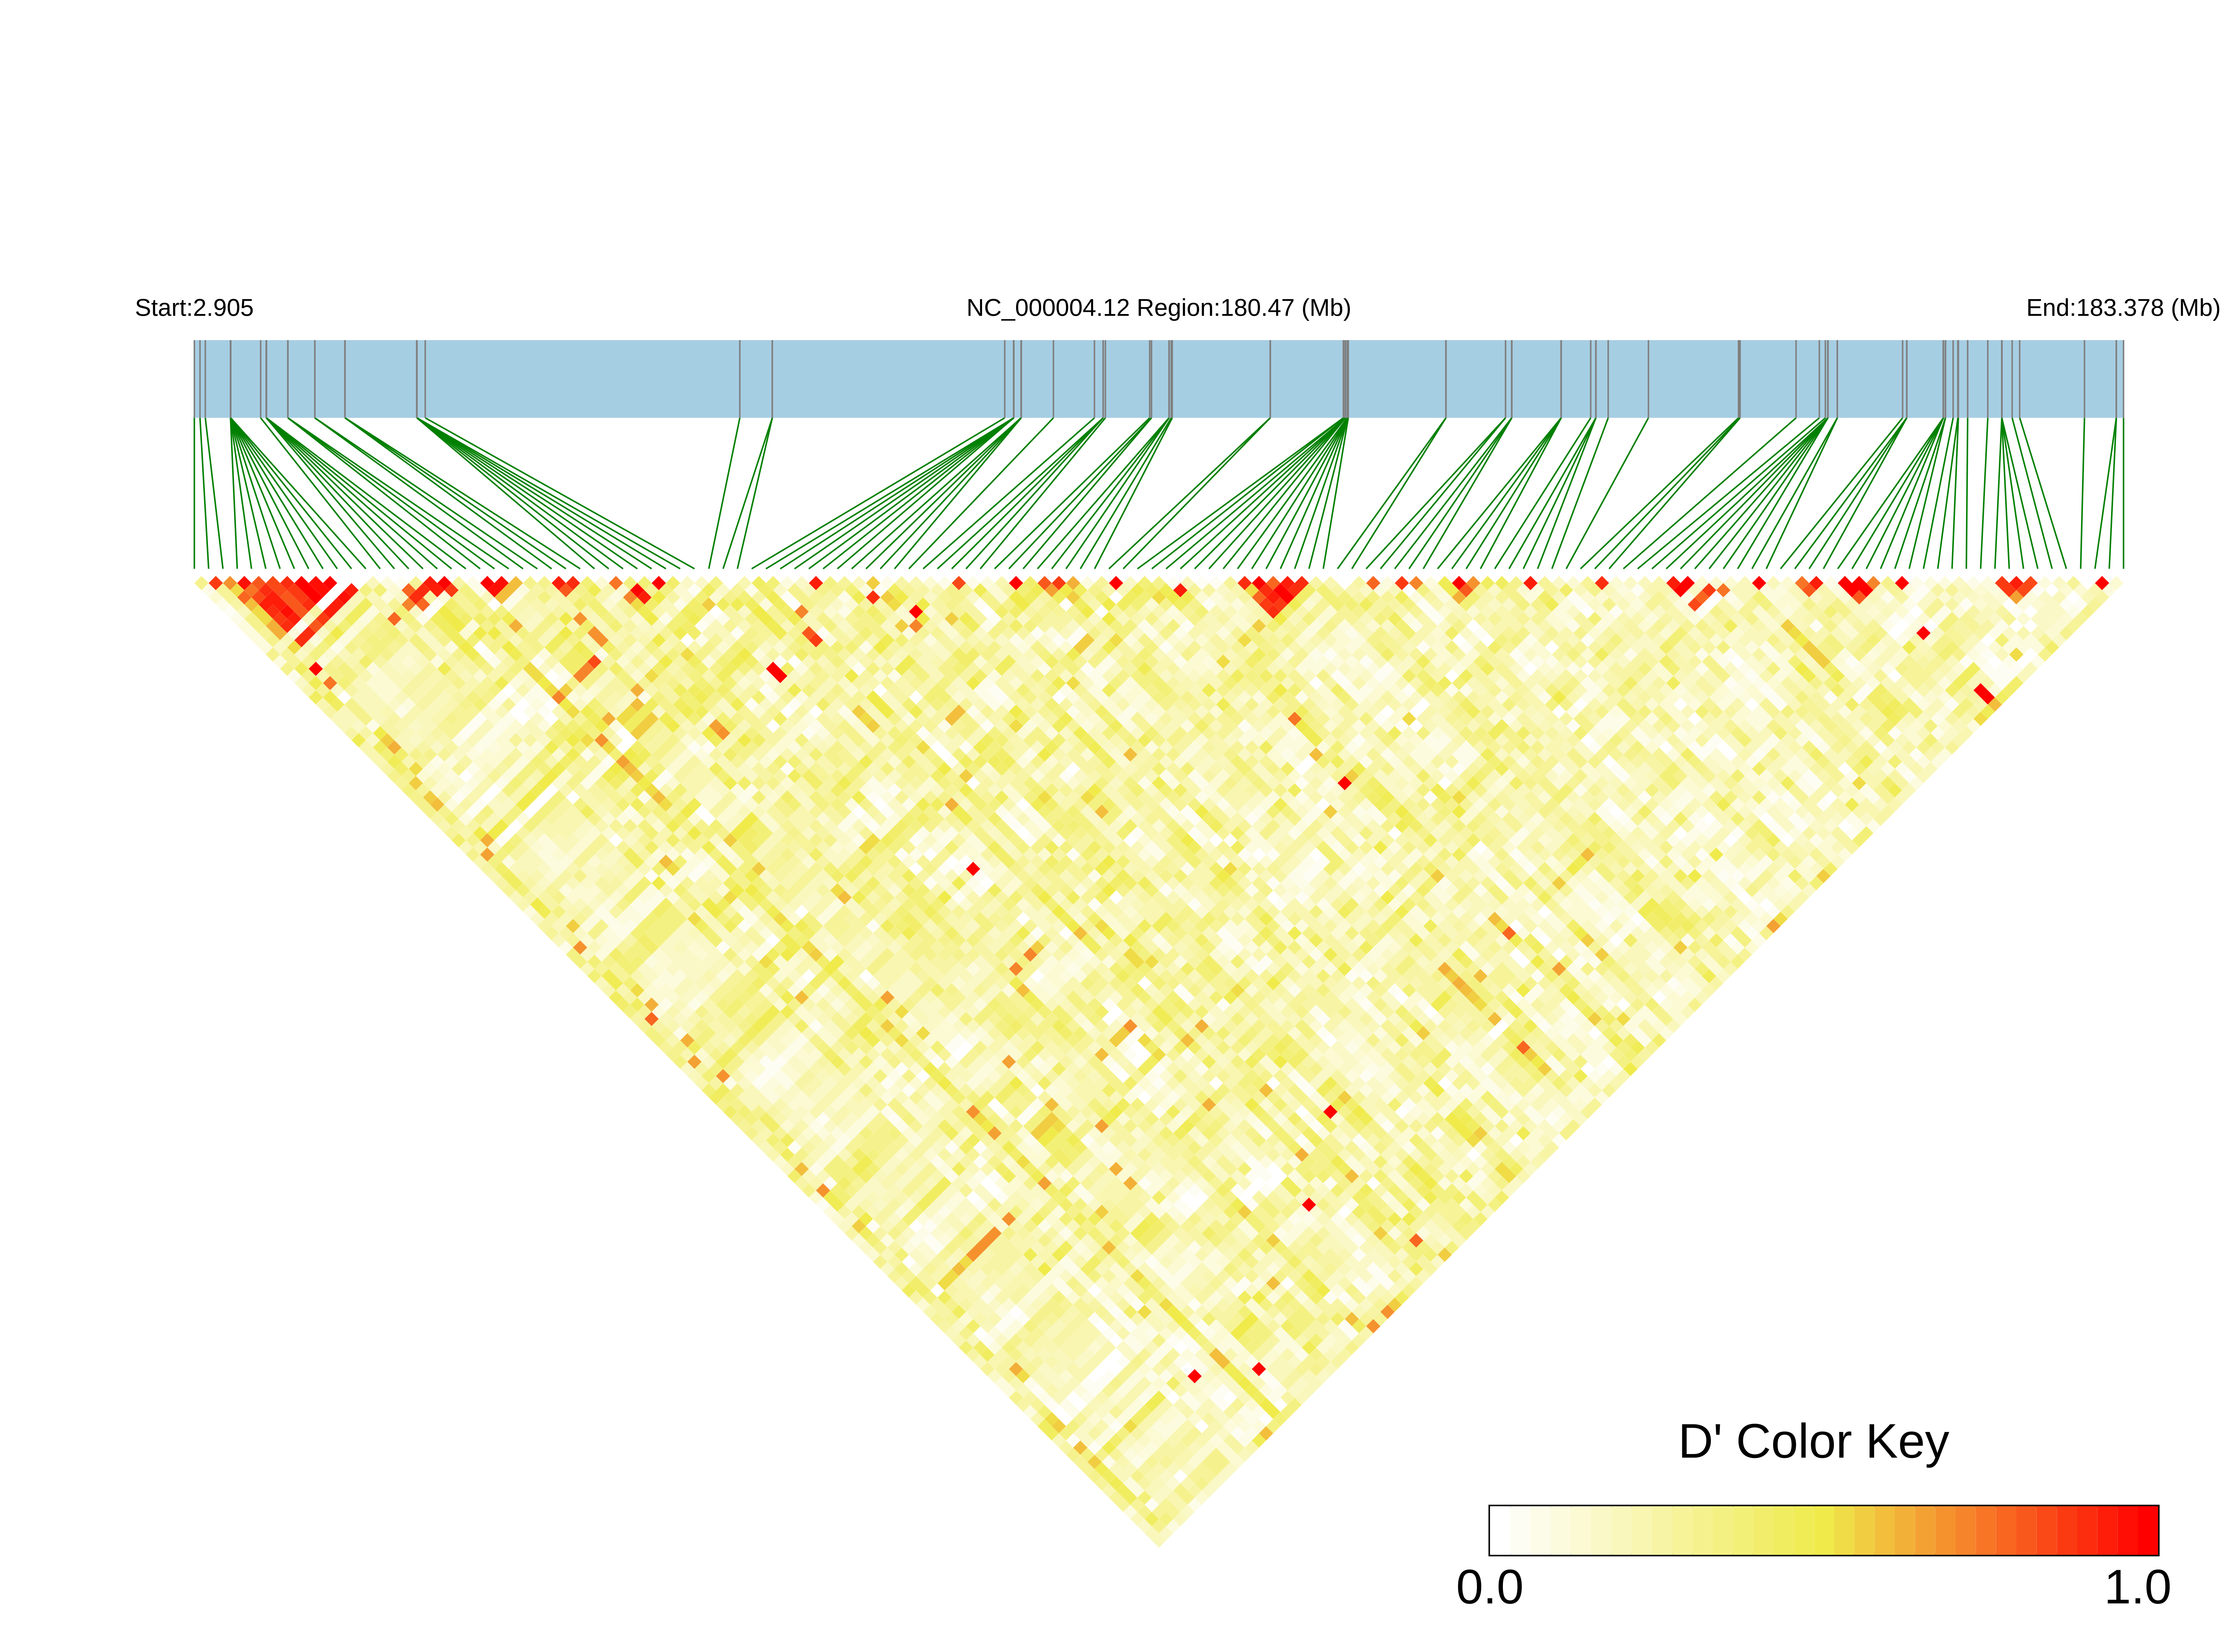 Start:2.905 NC_000004.12 Region:180.47 (Mb) End:183.378 (Mb)
D' Color Key
0.0 1.0